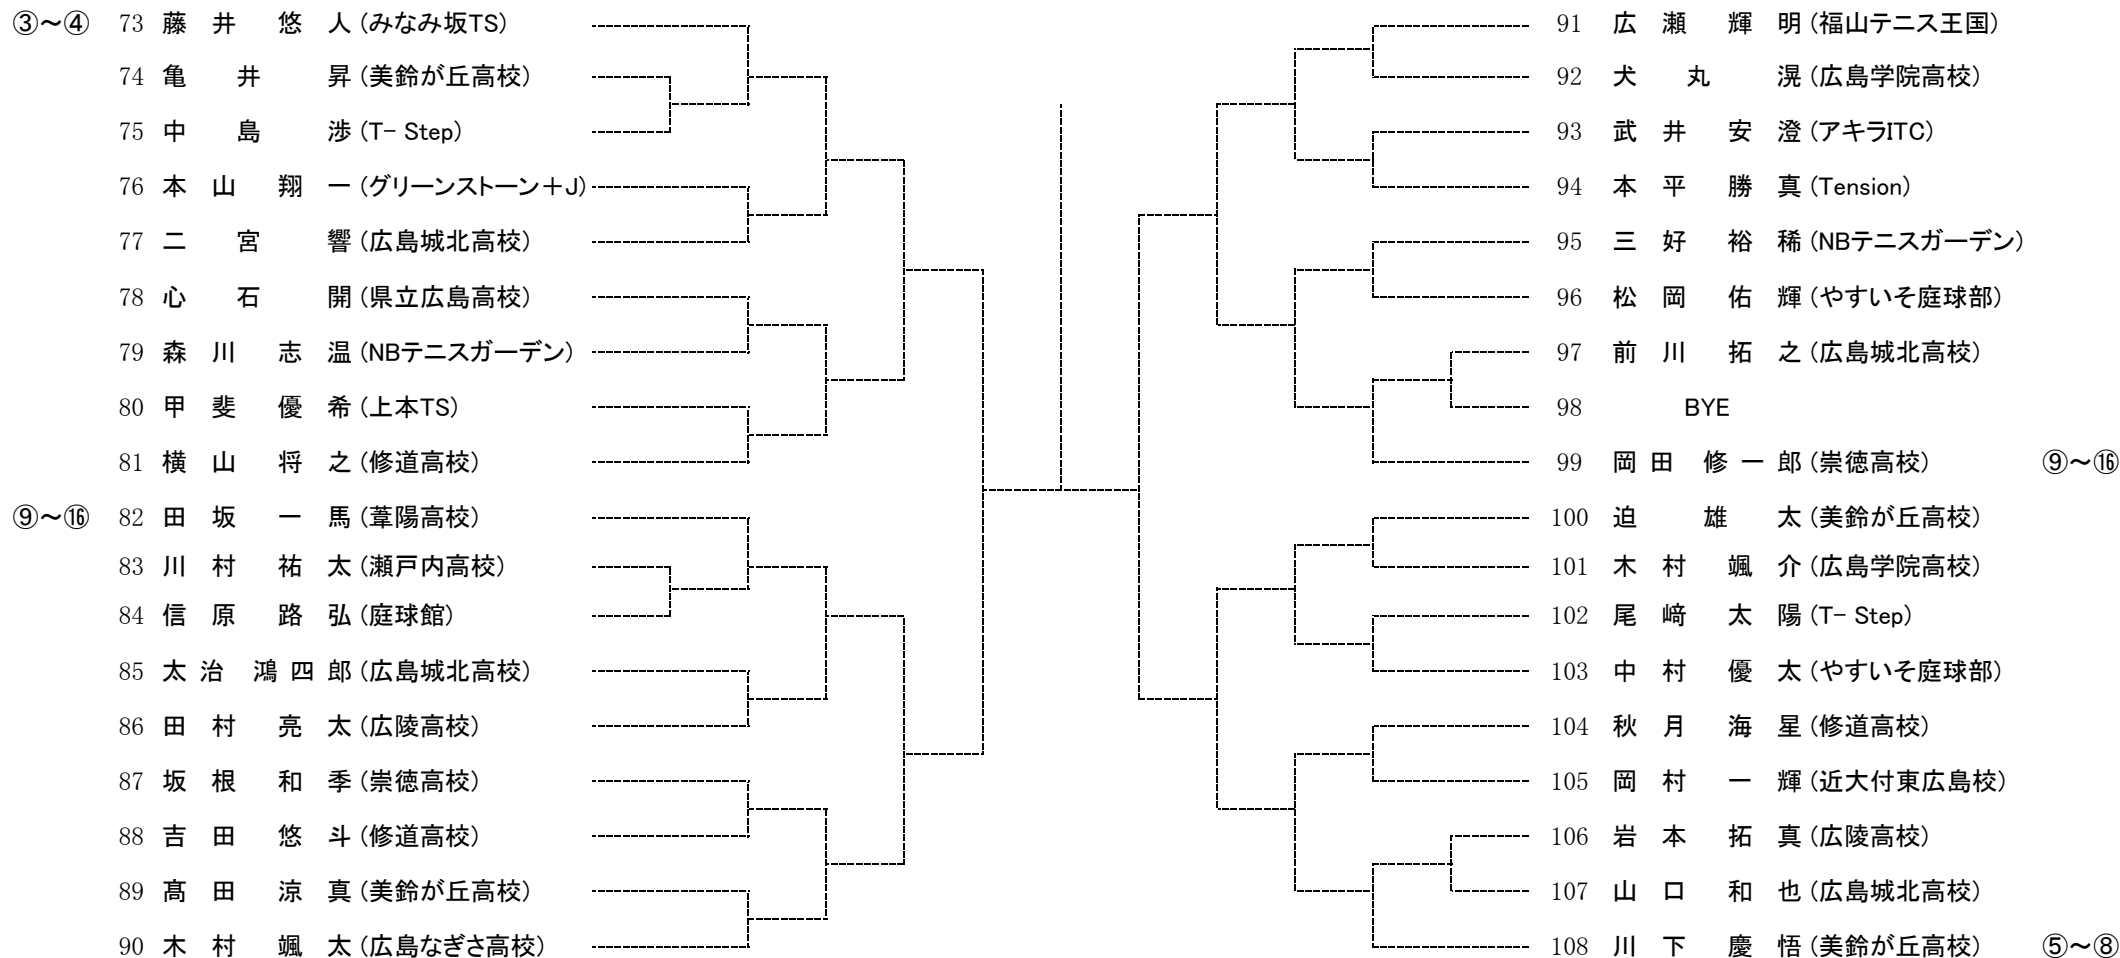 ③～④ 73 藤井 悠人 (みなみ坂TS)
74 亀井 昇 (美鈴が丘高校)
75 中島 渉 (T- Step)
76 本山 翔一 (グリーンストーン＋J)
77 二宮 響 (広島城北高校)
78 心石 開 (県立広島高校)
79 森川 志温 (NBテニスガーデン)
80 甲斐 優希 (上本TS)
81 横山 将之 (修道高校)
⑨～⑯ 82 田坂 一馬 (葦陽高校)
83 川村 祐太 (瀬戸内高校)
84 信原 路弘 (庭球館)
85 太治 鴻四郎 (広島城北高校)
86 田村 亮太 (広陵高校)
87 坂根 和季 (崇徳高校)
88 吉田 悠斗 (修道高校)
89 髙田 涼真 (美鈴が丘高校)
90 木村 颯太 (広島なぎさ高校)
91 広瀬 輝明 (福山テニス王国)
92 犬丸 滉 (広島学院高校)
93 武井 安澄 (アキラITC)
94 本平 勝真 (Tension)
95 三好 裕稀 (NBテニスガーデン)
96 松岡 佑輝 (やすいそ庭球部)
97 前川 拓之 (広島城北高校)
98 BYE
99 岡田 修一郎 (崇徳高校) ⑨～⑯
100 迫 雄太 (美鈴が丘高校)
101 木村 颯介 (広島学院高校)
102 尾﨑 太陽 (T- Step)
103 中村 優太 (やすいそ庭球部)
104 秋月 海星 (修道高校)
105 岡村 一輝 (近大付東広島校)
106 岩本 拓真 (広陵高校)
107 山口 和也 (広島城北高校)
108 川下 慶悟 (美鈴が丘高校) ⑤～⑧